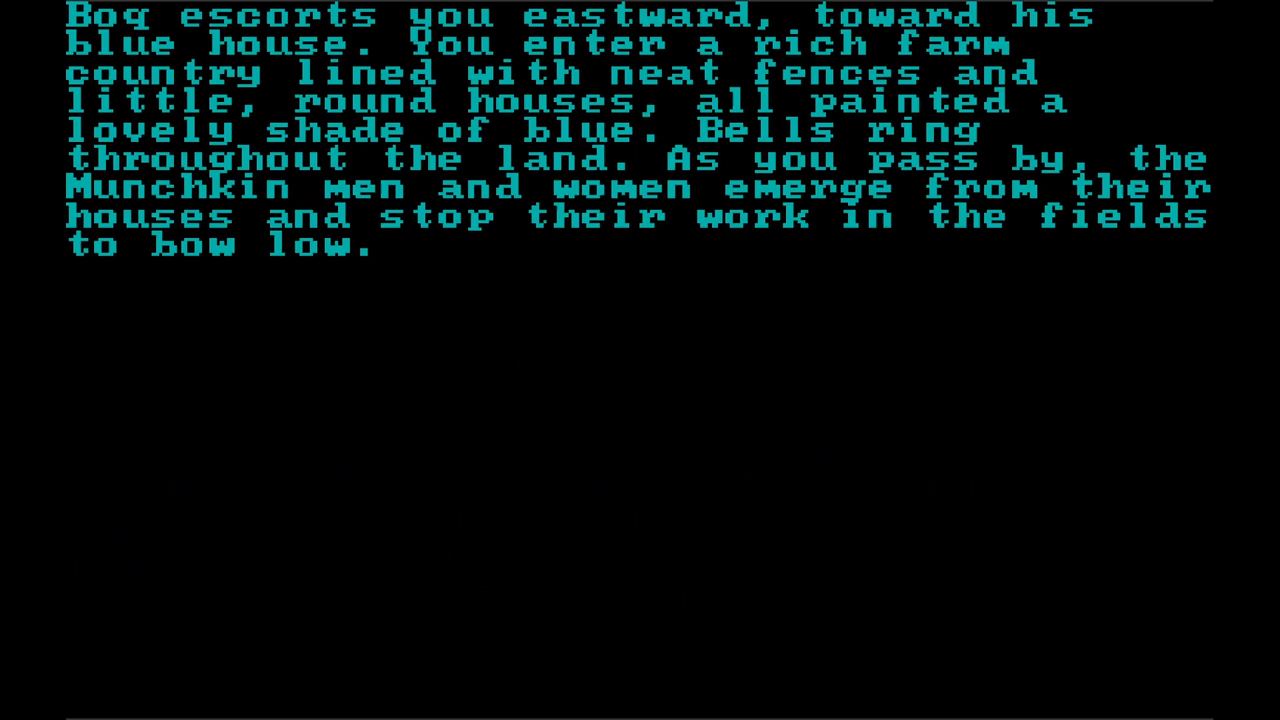 Boq escorts you eastward, toward his
blue house. You enter a rich farm
country lined with neat fences and
little, round houses, all painted a
lovely shade of blue. Bells ring
throughout the land. As you pass by, the
Munchkin men and women emerge from their
houses and stop their work in the fields
to bow low.